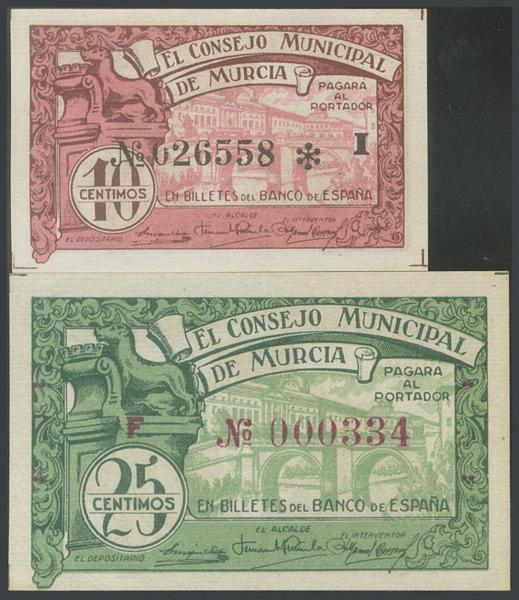 EL CONSEJO MUNICIPAL
DE MURCIA
PAGARA
AL
PORTADOR
No 026558 * I
10
CENTIMOS
EN BILLETES DEL BANCO DE ESPAÑA
EL ALCALDE
EL INTERVENTOR
EL DEPOSITARIO
EL CONSEJO MUNICIPAL
DE MURCIA
PAGARA
AL
PORTADOR
F No 000334
25
CENTIMOS
EN BILLETES DEL BANCO DE ESPAÑA
EL ALCALDE
EL INTERVENTOR
EL DEPOSITARIO